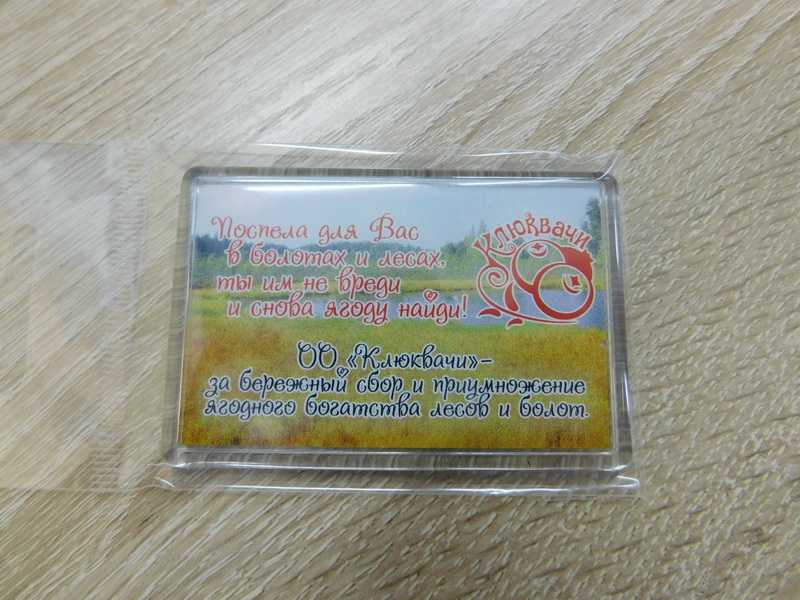 Поспела для Вас
в болотах и лесах,
ты им не вреди
и снова ягоду найди!
Клюквачи
ОО «Клюквачи»-
за бережный сбор и приумножение
ягодного богатства лесов и болот.